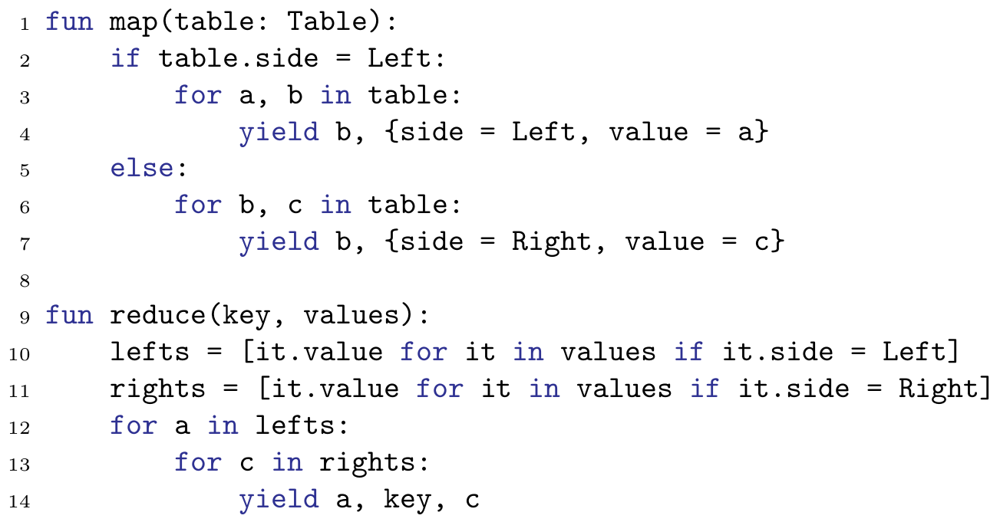 1 fun map(table: Table):
2     if table.side = Left:
3         for a, b in table:
4             yield b, {side = Left, value = a}
5     else:
6         for b, c in table:
7             yield b, {side = Right, value = c}
8
9 fun reduce(key, values):
10     lefts = [it.value for it in values if it.side = Left]
11     rights = [it.value for it in values if it.side = Right]
12     for a in lefts:
13         for c in rights:
14             yield a, key, c